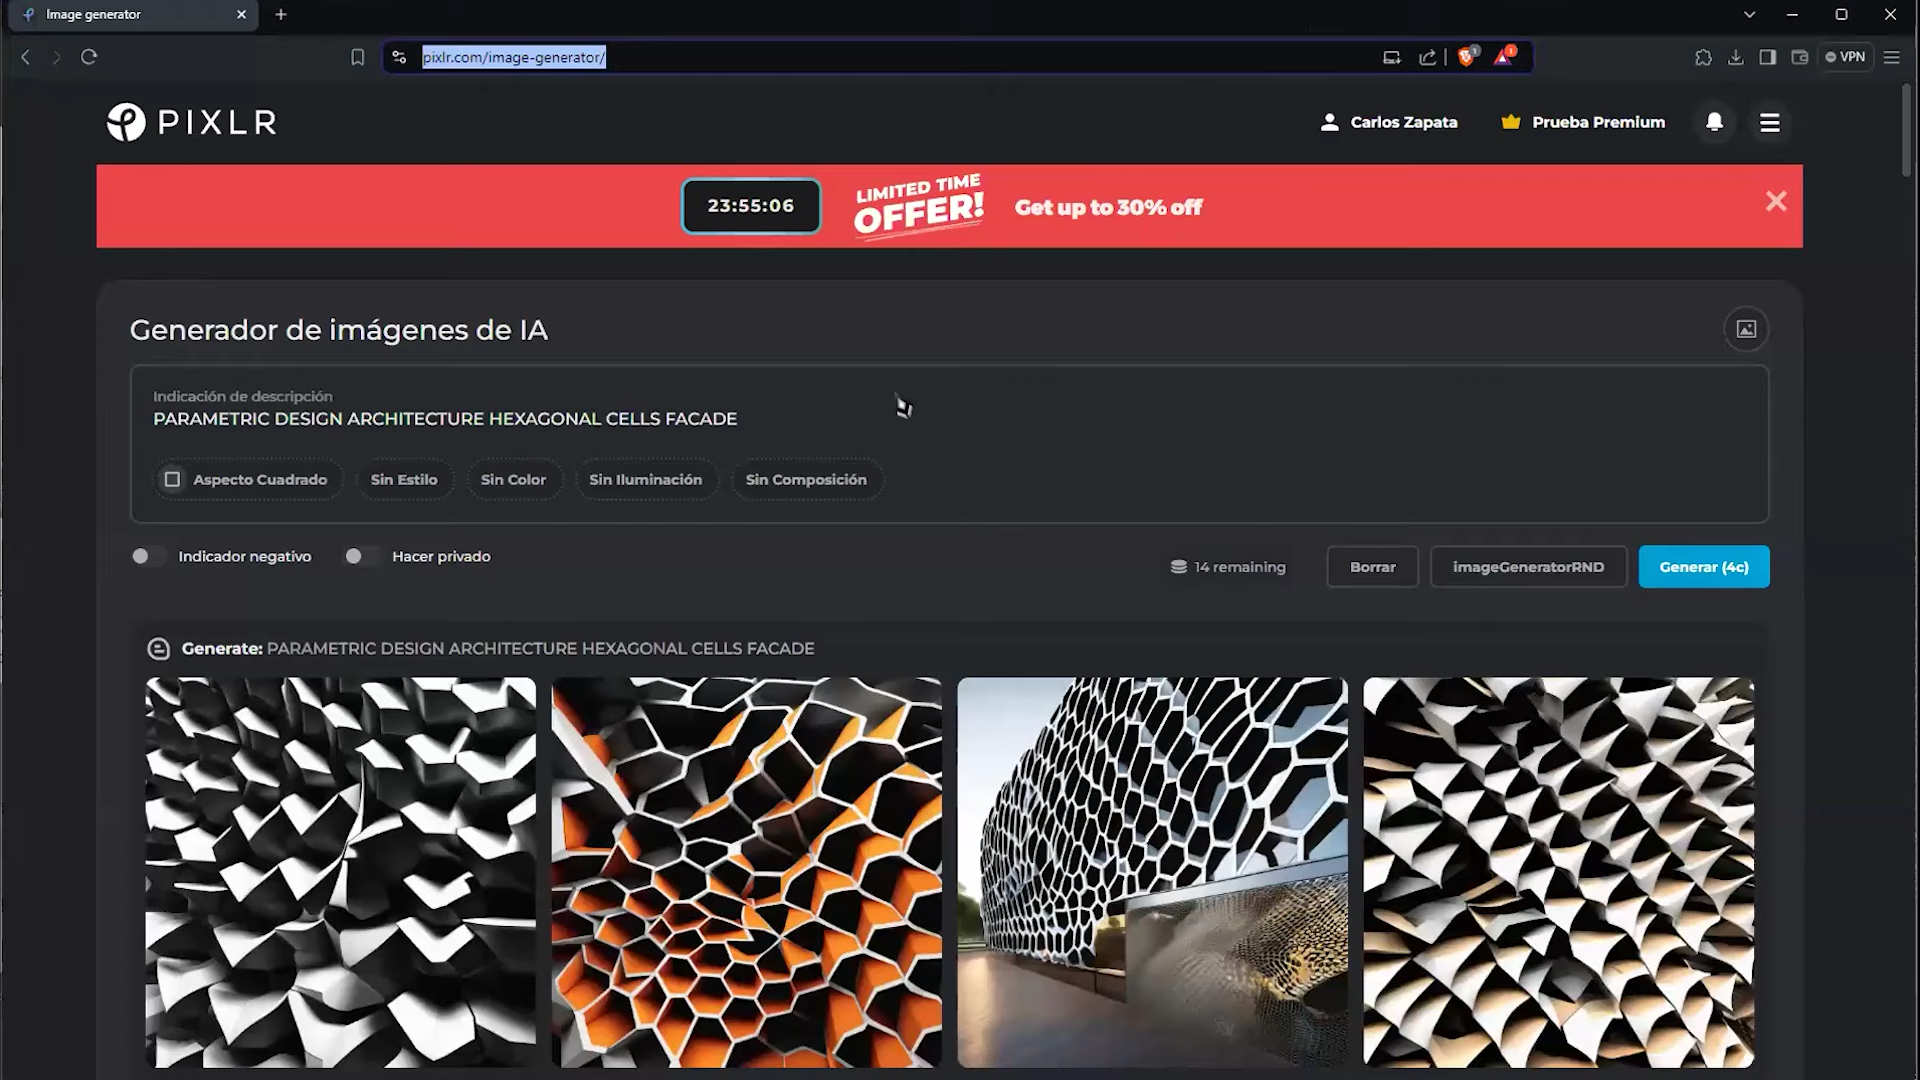 Image generator
pixlr.com/image-generator/
VPN
PIXLR
Carlos Zapata
Prueba Premium
23:55:06
LIMITED TIME
OFFER!
Get up to 30% off
Generador de imágenes de IA
Indicación de descripción
PARAMETRIC DESIGN ARCHITECTURE HEXAGONAL CELLS FACADE
Aspecto Cuadrado Sin Estilo Sin Color Sin Iluminación Sin Composición
Indicador negativo Hacer privado
14 remaining Borrar imageGeneratorRND Generar (4c)
Generate: PARAMETRIC DESIGN ARCHITECTURE HEXAGONAL CELLS FACADE